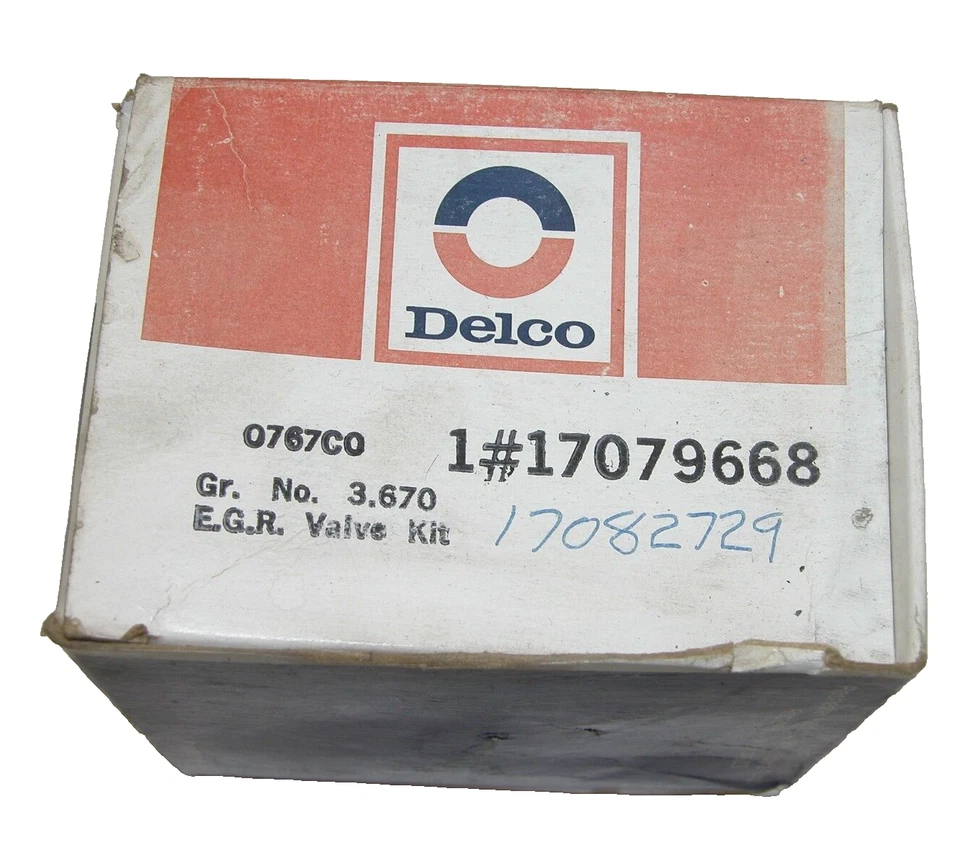 Delco
0767C0 1#17079668
Gr. No. 3.670
E.G.R. Valve Kit 17082729